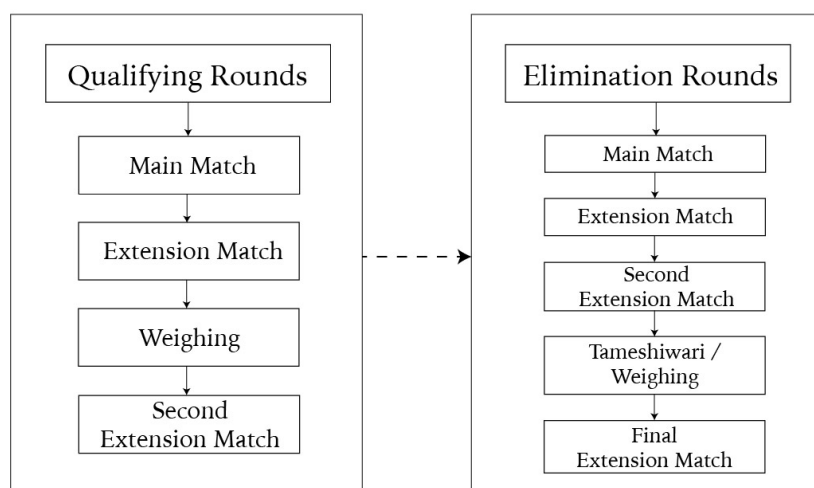 Qualifying Rounds
Main Match
Extension Match
Weighing
Second
Extension Match
Elimination Rounds
Main Match
Extension Match
Second
Extension Match
Tameshiwari /
Weighing
Final
Extension Match